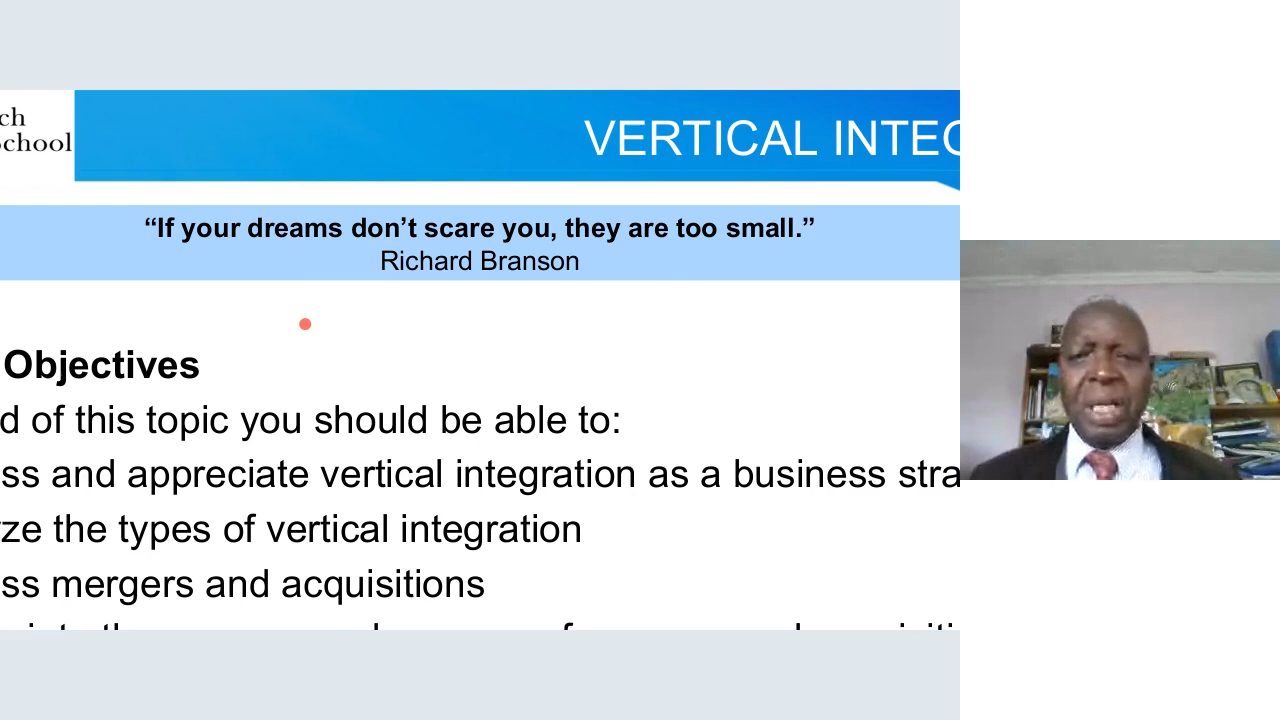 ch
School
VERTICAL INTEG
“If your dreams don’t scare you, they are too small.”
Richard Branson
Objectives
d of this topic you should be able to:
ss and appreciate vertical integration as a business stra
ze the types of vertical integration
ss mergers and acquisitions